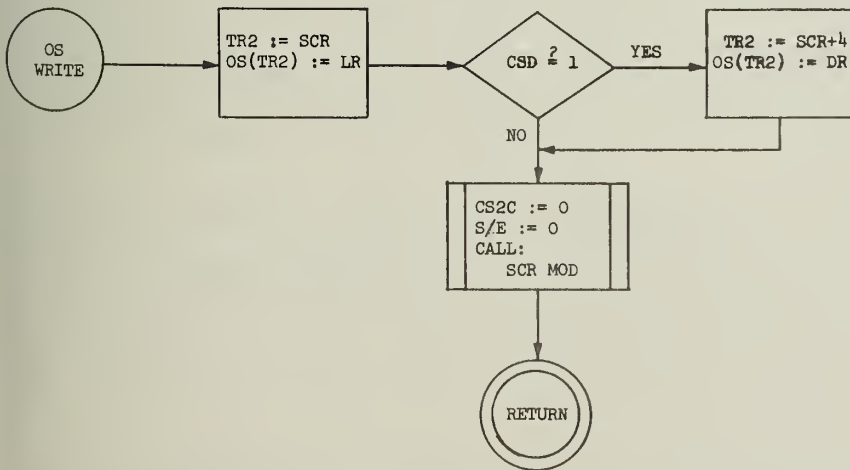 OS
WRITE
TR2 := SCR
OS(TR2) := LR
CSD ?= 1
YES
TR2 := SCR+4
OS(TR2) := DR
NO
CS2C := 0
S/E := 0
CALL:
SCR MOD
RETURN